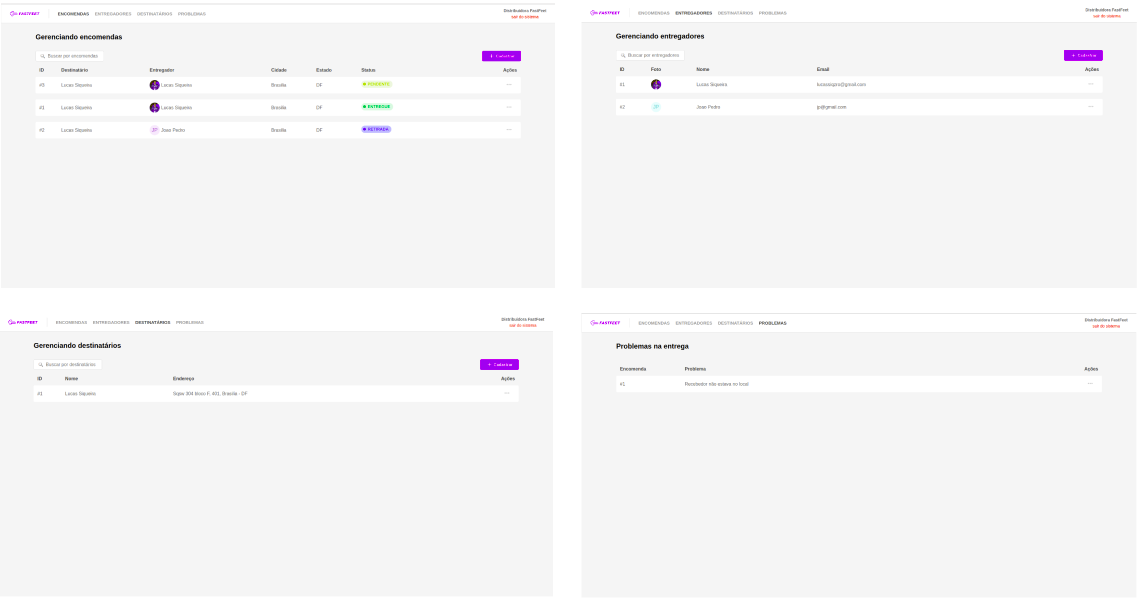 FASTFEET ENCOMENDAS ENTREGADORES DESTINATÁRIOS PROBLEMAS Distribuidora FastFeet
sair do sistema
Gerenciando encomendas
Buscar por encomendas + Cadastrar
ID Destinatário Entregador Cidade Estado Status Ações
#3 Lucas Siqueira Lucas Siqueira Brasília DF PENDENTE ...
#1 Lucas Siqueira Lucas Siqueira Brasília DF ENTREGUE ...
#2 Lucas Siqueira JP Joao Pedro Brasília DF RETIRADA ...
FASTFEET ENCOMENDAS ENTREGADORES DESTINATÁRIOS PROBLEMAS Distribuidora FastFeet
sair do sistema
Gerenciando entregadores
Buscar por entregadores + Cadastrar
ID Foto Nome Email Ações
#1 Lucas Siqueira ...
#2 JP Joao Pedro jp@gmail.com ...
FASTFEET ENCOMENDAS ENTREGADORES DESTINATÁRIOS PROBLEMAS Distribuidora FastFeet
sair do sistema
Gerenciando destinatários
Buscar por destinatários + Cadastrar
ID Nome Endereço Ações
#1 Lucas Siqueira 304 bloco F, #01, Brasília - DF ...
FASTFEET ENCOMENDAS ENTREGADORES DESTINATÁRIOS PROBLEMAS Distribuidora FastFeet
sair do sistema
Problemas na entrega
Encomenda Problema Ações
#1 Recebedor não estava no local ...